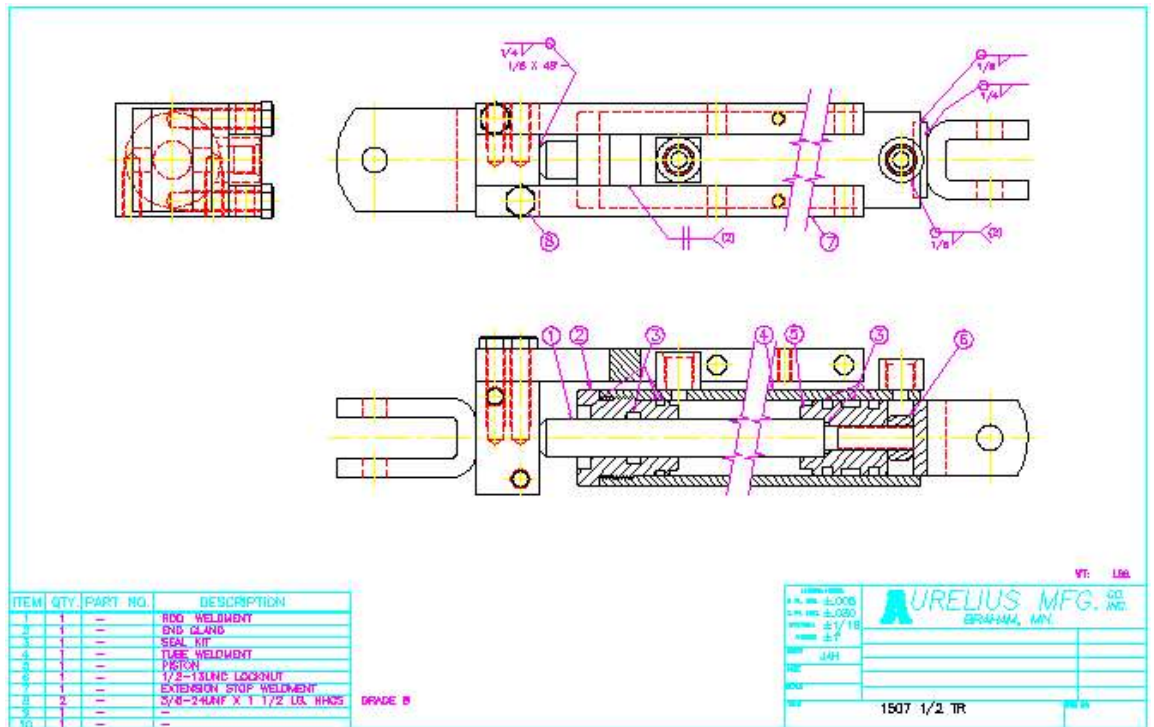 1/4
1/8 X 45°
1/8
1/4
8
(2)
7
1/8
(2)
1
2
3
4
5
3
6
WT: LBS.
ITEM QTY. PART NO. DESCRIPTION
1 1 - ROD WELDMENT
2 1 - END GLAND
3 1 - SEAL KIT
4 1 - TUBE WELDMENT
5 1 - PISTON
6 1 - 1/2-13UNC LOCKNUT
7 1 - EXTENSION STOP WELDMENT
8 2 - 3/8-24UNF X 1 1/2 LG. HHCS GRADE 8
9 1 - -
10 1 - -
AURELIUS MFG. CO. INC.
BRAHAM, MN.
±.005
±.030
±1/16
±1°
JAH
1507 1/2 TR